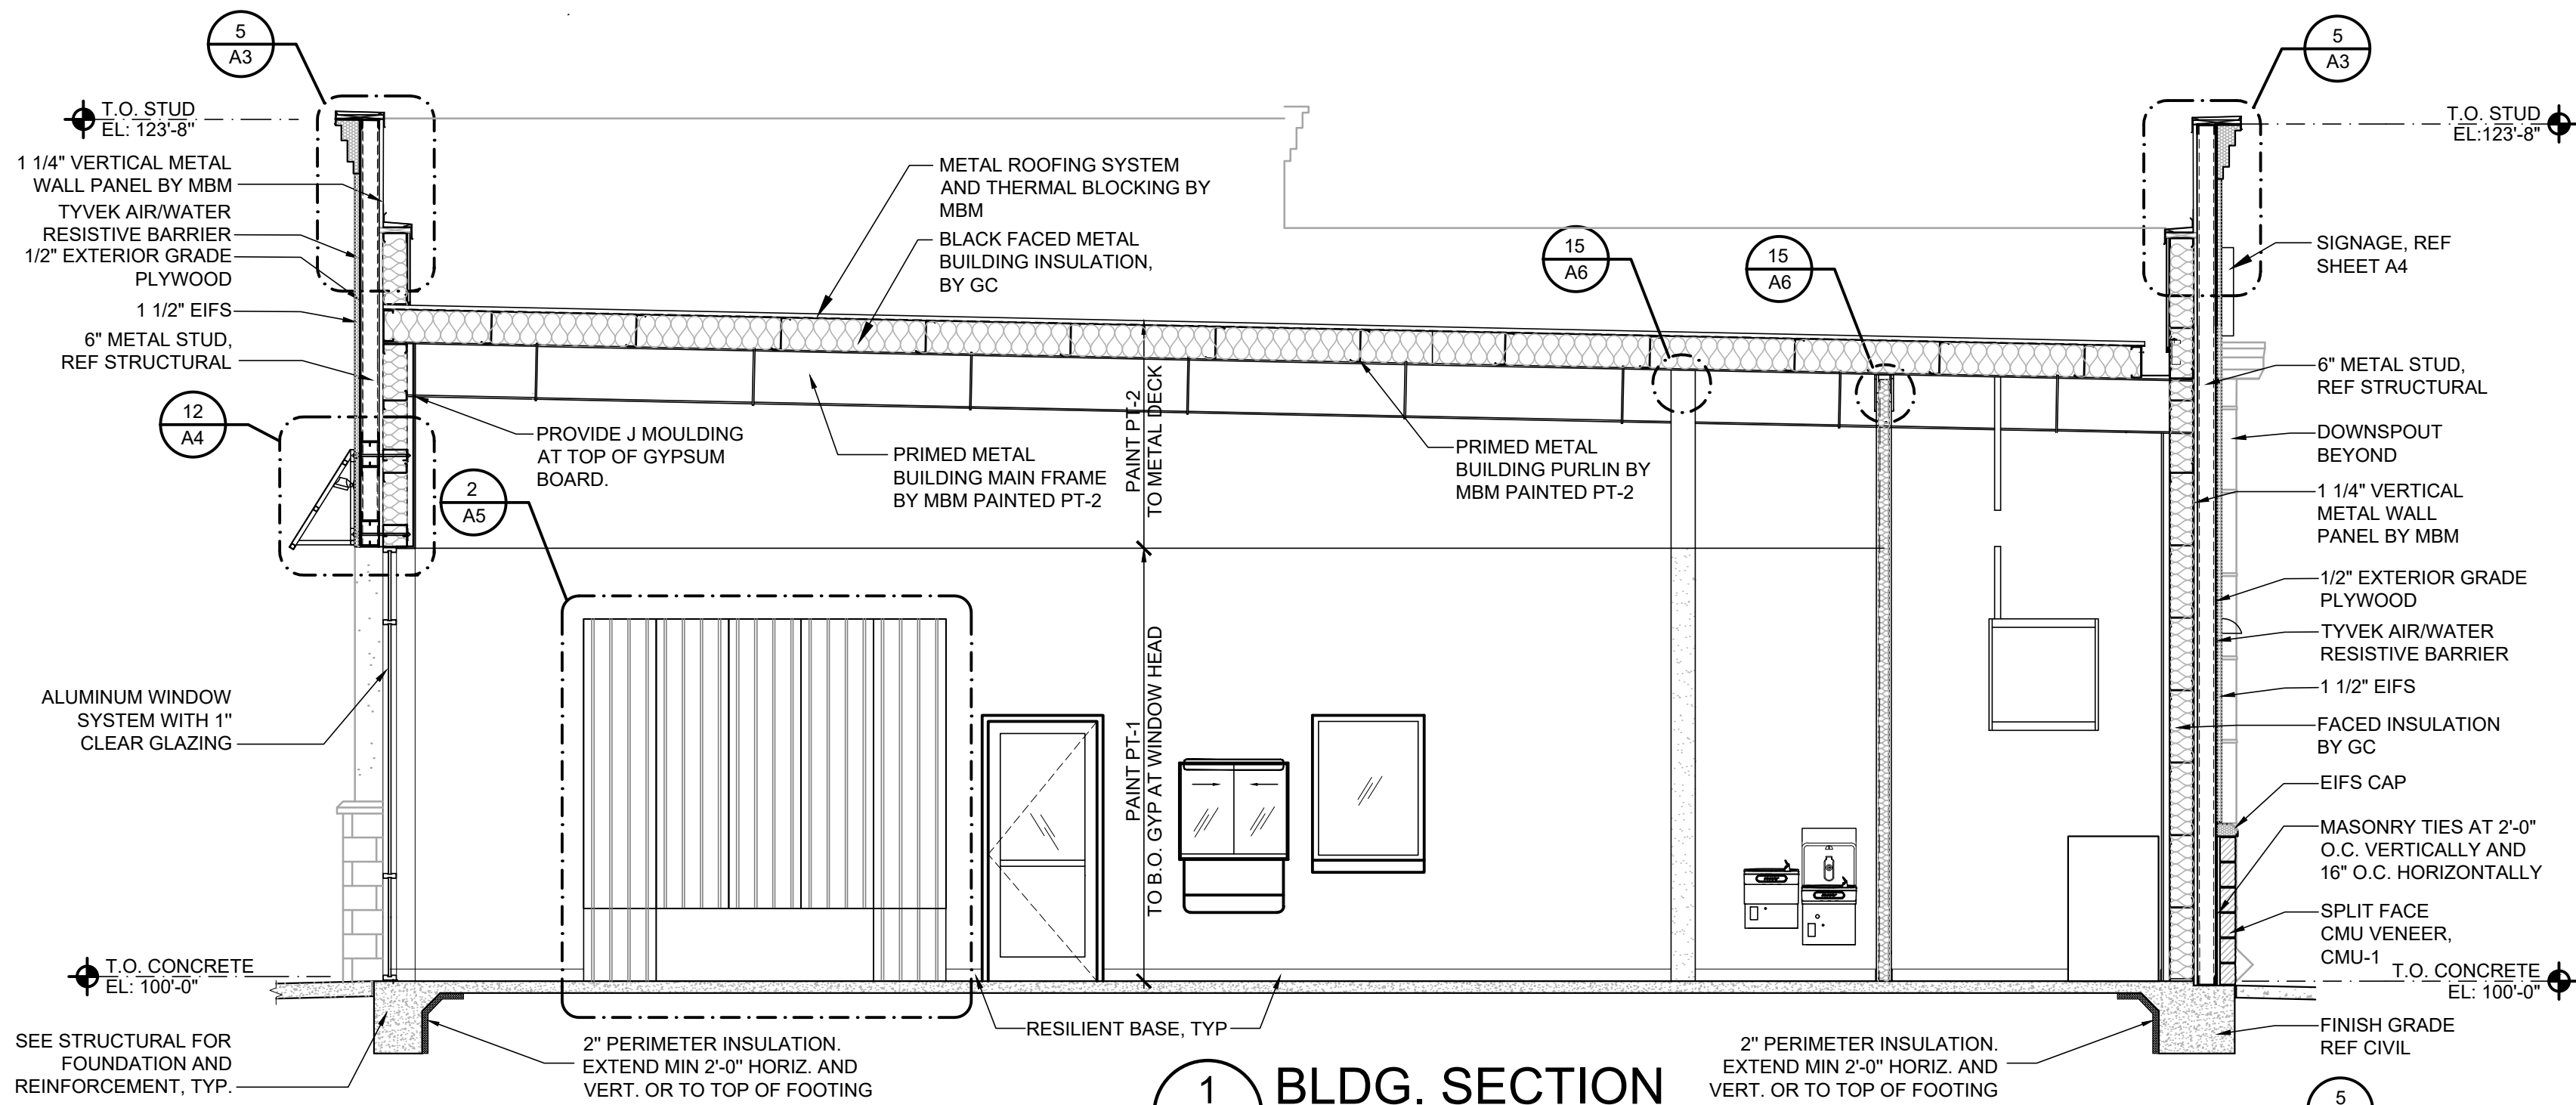 5
A3
T.O. STUD
EL: 123'-8"
1 1/4" VERTICAL METAL
WALL PANEL BY MBM
TYVEK AIR/WATER
RESISTIVE BARRIER
1/2" EXTERIOR GRADE
PLYWOOD
1 1/2" EIFS
6" METAL STUD,
REF STRUCTURAL
12
A4
2
A5
ALUMINUM WINDOW
SYSTEM WITH 1"
CLEAR GLAZING
T.O. CONCRETE
EL: 100'-0"
SEE STRUCTURAL FOR
FOUNDATION AND
REINFORCEMENT, TYP.
METAL ROOFING SYSTEM
AND THERMAL BLOCKING BY
MBM
BLACK FACED METAL
BUILDING INSULATION,
BY GC
PROVIDE J MOULDING
AT TOP OF GYPSUM
BOARD.
PRIMED METAL
BUILDING MAIN FRAME
BY MBM PAINTED PT-2
PAINT PT-2
TO METAL DECK
PRIMED METAL
BUILDING PURLIN BY
MBM PAINTED PT-2
15
A6
15
A6
PAINT PT-1
TO B.O. GYP AT WINDOW HEAD
RESILIENT BASE, TYP
2" PERIMETER INSULATION.
EXTEND MIN 2'-0" HORIZ. AND
VERT. OR TO TOP OF FOOTING
1
BLDG. SECTION
2" PERIMETER INSULATION.
EXTEND MIN 2'-0" HORIZ. AND
VERT. OR TO TOP OF FOOTING
5
A3
T.O. STUD
EL:123'-8"
SIGNAGE, REF
SHEET A4
6" METAL STUD,
REF STRUCTURAL
DOWNSPOUT
BEYOND
1 1/4" VERTICAL
METAL WALL
PANEL BY MBM
1/2" EXTERIOR GRADE
PLYWOOD
TYVEK AIR/WATER
RESISTIVE BARRIER
1 1/2" EIFS
FACED INSULATION
BY GC
EIFS CAP
MASONRY TIES AT 2'-0"
O.C. VERTICALLY AND
16" O.C. HORIZONTALLY
SPLIT FACE
CMU VENEER,
CMU-1
T.O. CONCRETE
EL: 100'-0"
FINISH GRADE
REF CIVIL
5